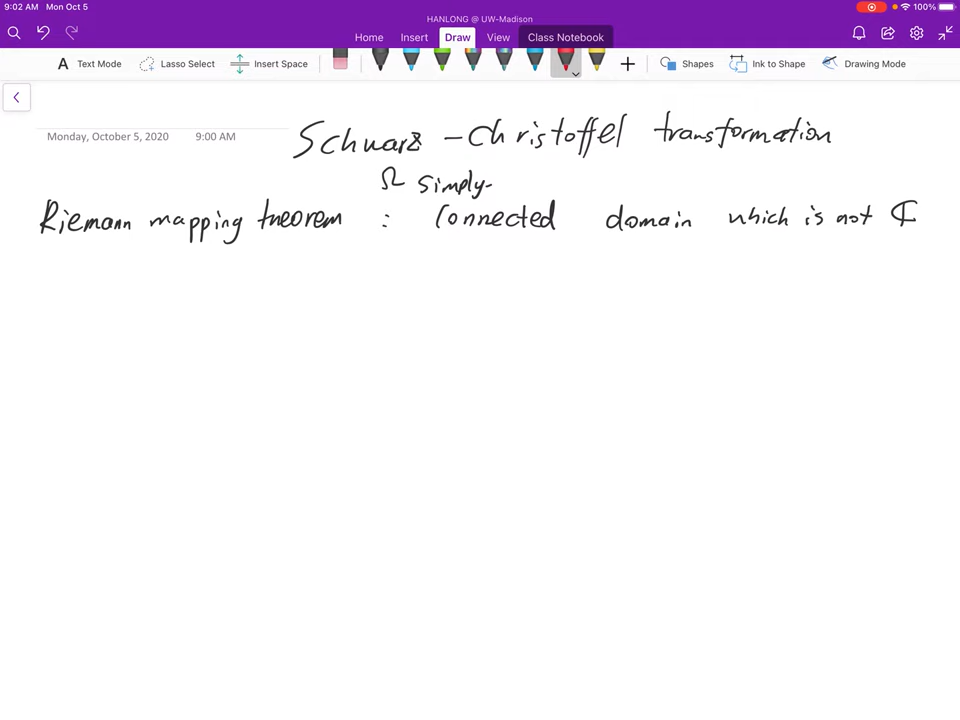 9:02 AM Mon Oct 5
100%
HANLONG @ UW-Madison
Home Insert Draw View Class Notebook
A Text Mode Lasso Select Insert Space Shapes Ink to Shape Drawing Mode
Monday, October 5, 2020 9:00 AM
Schwarz - Christoffel transformation
Ω simply-
Riemann mapping theorem : connected domain which is not ℂ